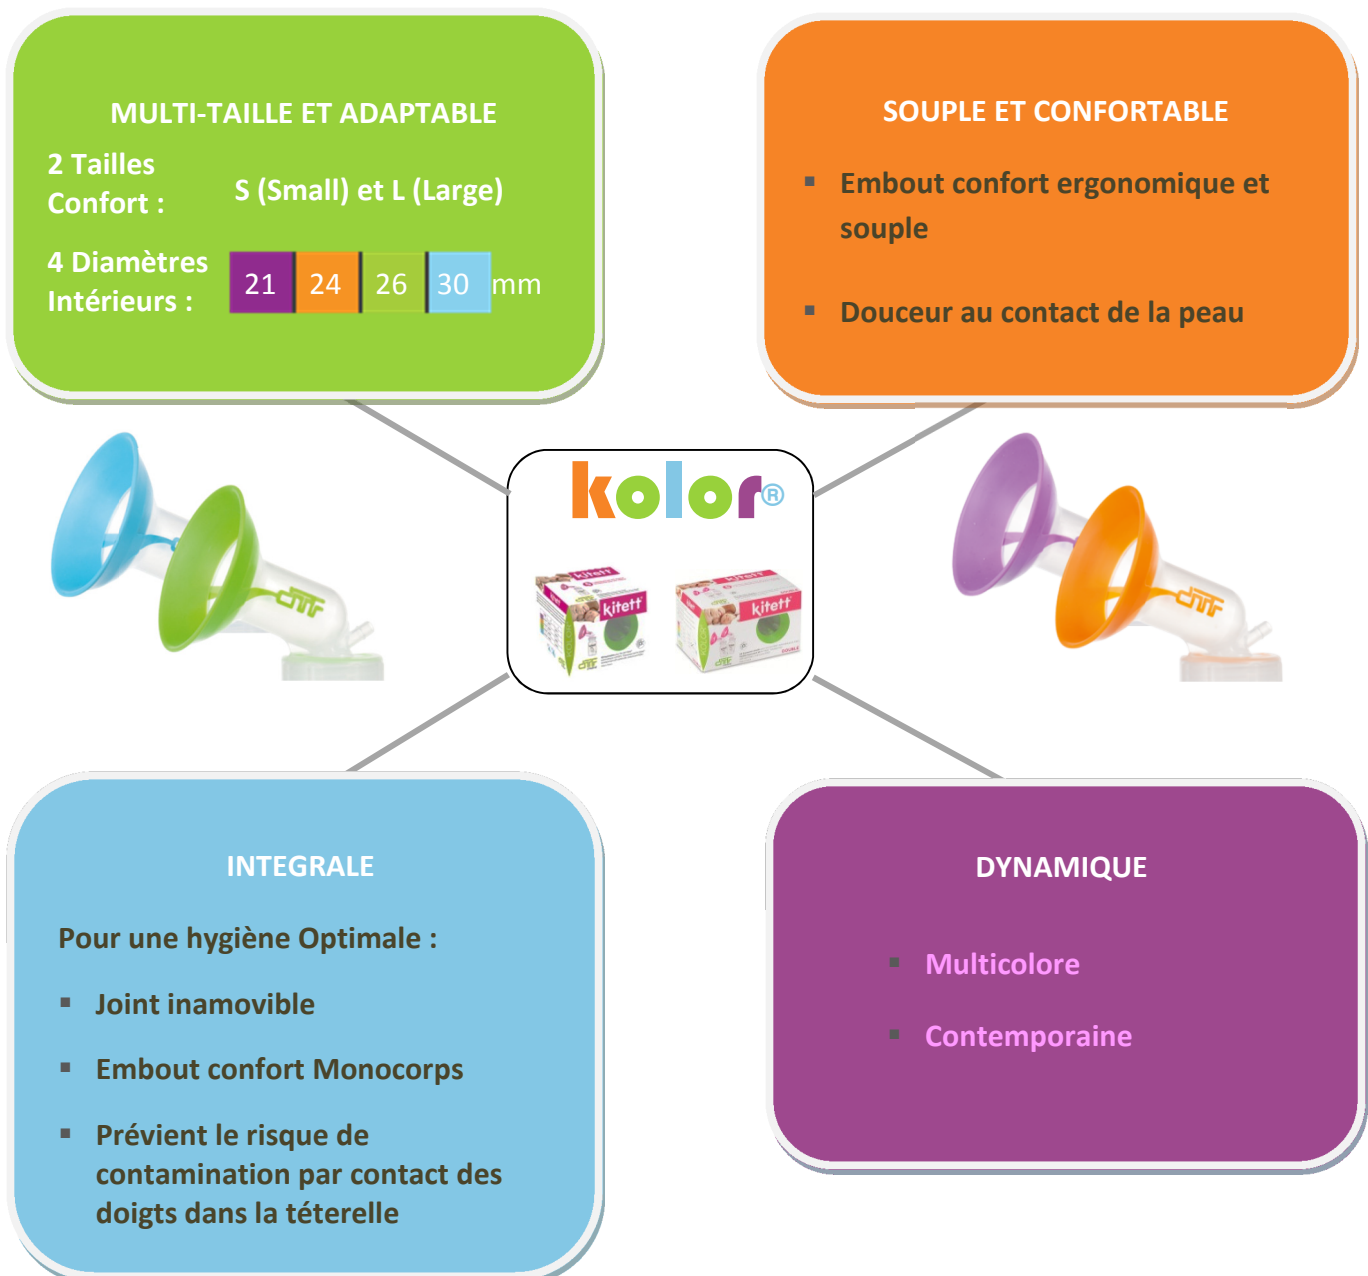 MULTI-TAILLE ET ADAPTABLE
2 Tailles
Confort :
S (Small) et L (Large)
4 Diamètres
Intérieurs :
21 24 26 30 mm
SOUPLE ET CONFORTABLE
▪ Embout confort ergonomique et
souple
▪ Douceur au contact de la peau
kolor®
kitett
kitett
kitett
kitett
DOUBLE
INTEGRALE
Pour une hygiène Optimale :
▪ Joint inamovible
▪ Embout confort Monocorps
▪ Prévient le risque de
contamination par contact des
doigts dans la téterelle
DYNAMIQUE
▪ Multicolore
▪ Contemporaine